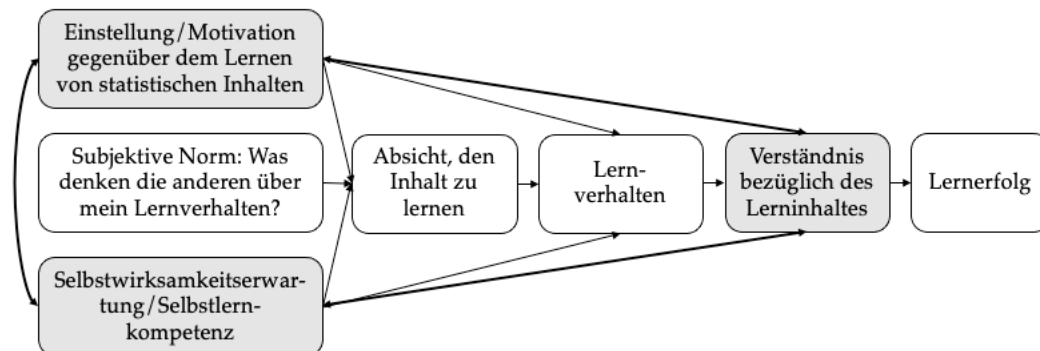 Einstellung/Motivation
gegenüber dem Lernen
von statistischen Inhalten
Subjektive Norm: Was
denken die anderen über
mein Lernverhalten?
Selbstwirksamkeitserwar-
tung/Selbstlern-
kompetenz
Absicht, den
Inhalt zu
lernen
Lern-
verhalten
Verständnis
bezüglich des
Lerninhaltes
Lernerfolg